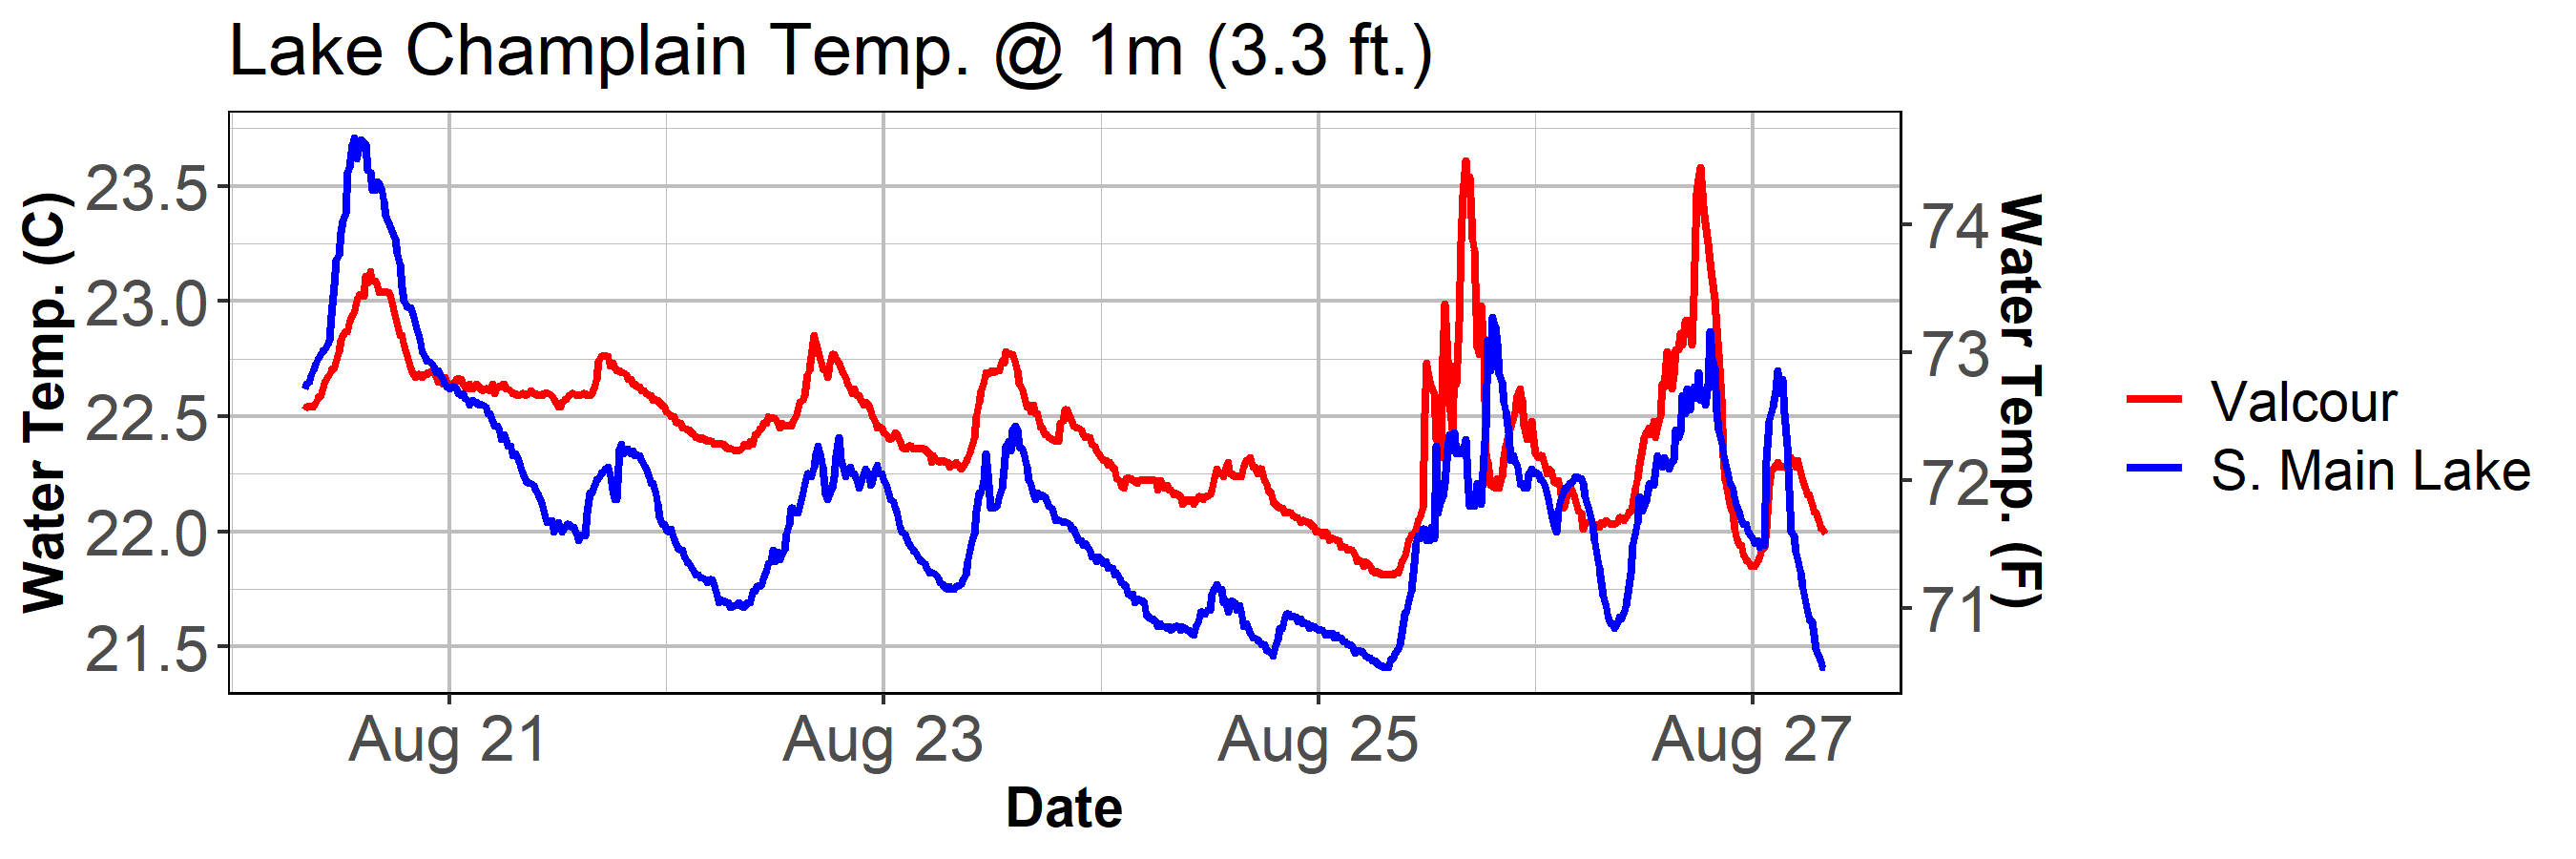 Lake Champlain Temp. @ 1m (3.3 ft.)
Water Temp. (C)
23.5
23.0
22.5
22.0
21.5
74
73
72
71
Water Temp. (F)
Aug 21 Aug 23 Aug 25 Aug 27
Date
Valcour
S. Main Lake